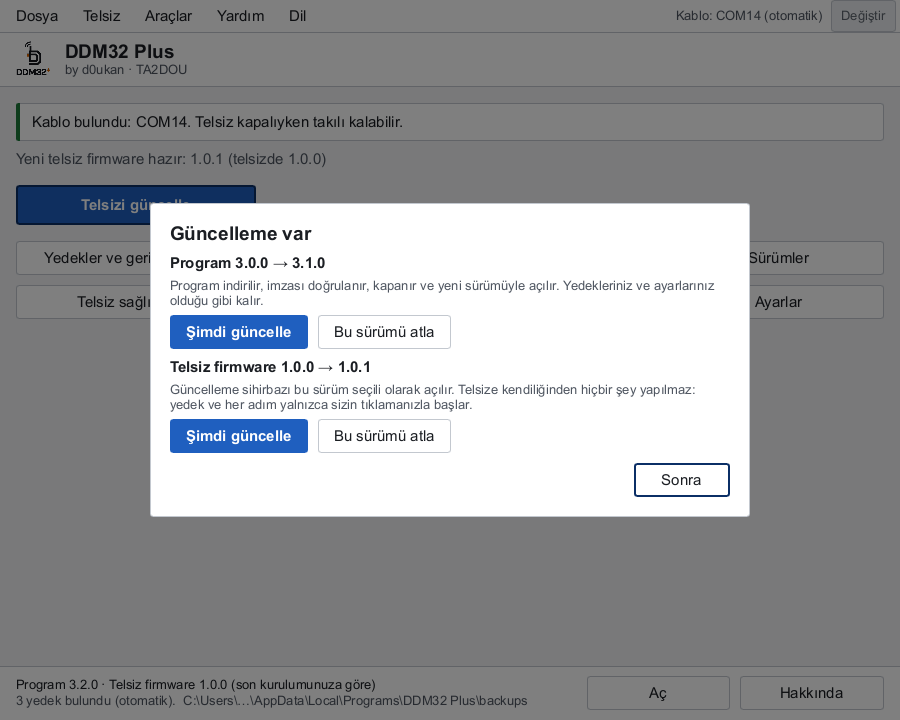 Dosya Telsiz Araçlar Yardım Dil Kablo: COM14 (otomatik) Değiştir
DDM32 Plus
by d0ukan · TA2DOU
DDM32+
Kablo bulundu: COM14. Telsiz kapalıyken takılı kalabilir.
Yeni telsiz firmware hazır: 1.0.1 (telsizde 1.0.0)
Telsizi güncelle
Yedekler ve geri Sürümler
Telsiz sağlı Ayarlar
Güncelleme var
Program 3.0.0 → 3.1.0
Program indirilir, imzası doğrulanır, kapanır ve yeni sürümüyle açılır. Yedekleriniz ve ayarlarınız
olduğu gibi kalır.
Şimdi güncelle Bu sürümü atla
Telsiz firmware 1.0.0 → 1.0.1
Güncelleme sihirbazı bu sürüm seçili olarak açılır. Telsize kendiliğinden hiçbir şey yapılmaz:
yedek ve her adım yalnızca sizin tıklamanızla başlar.
Şimdi güncelle Bu sürümü atla
Sonra
Program 3.2.0 · Telsiz firmware 1.0.0 (son kurulumunuza göre)
3 yedek bulundu (otomatik). C:\Users\…\AppData\Local\Programs\DDM32 Plus\backups
Aç Hakkında